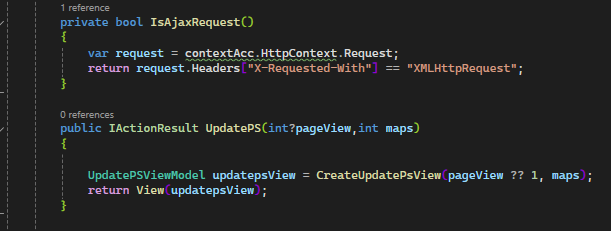 1 reference
private bool IsAjaxRequest()
{
var request = contextAcc.HttpContext.Request;
return request.Headers["X-Requested-With"] == "XMLHttpRequest";
}
0 references
public IActionResult UpdatePS(int?pageView,int maps)
{
UpdatePSViewModel updatepsView = CreateUpdatePsView(pageView ?? 1, maps);
return View(updatepsView);
}